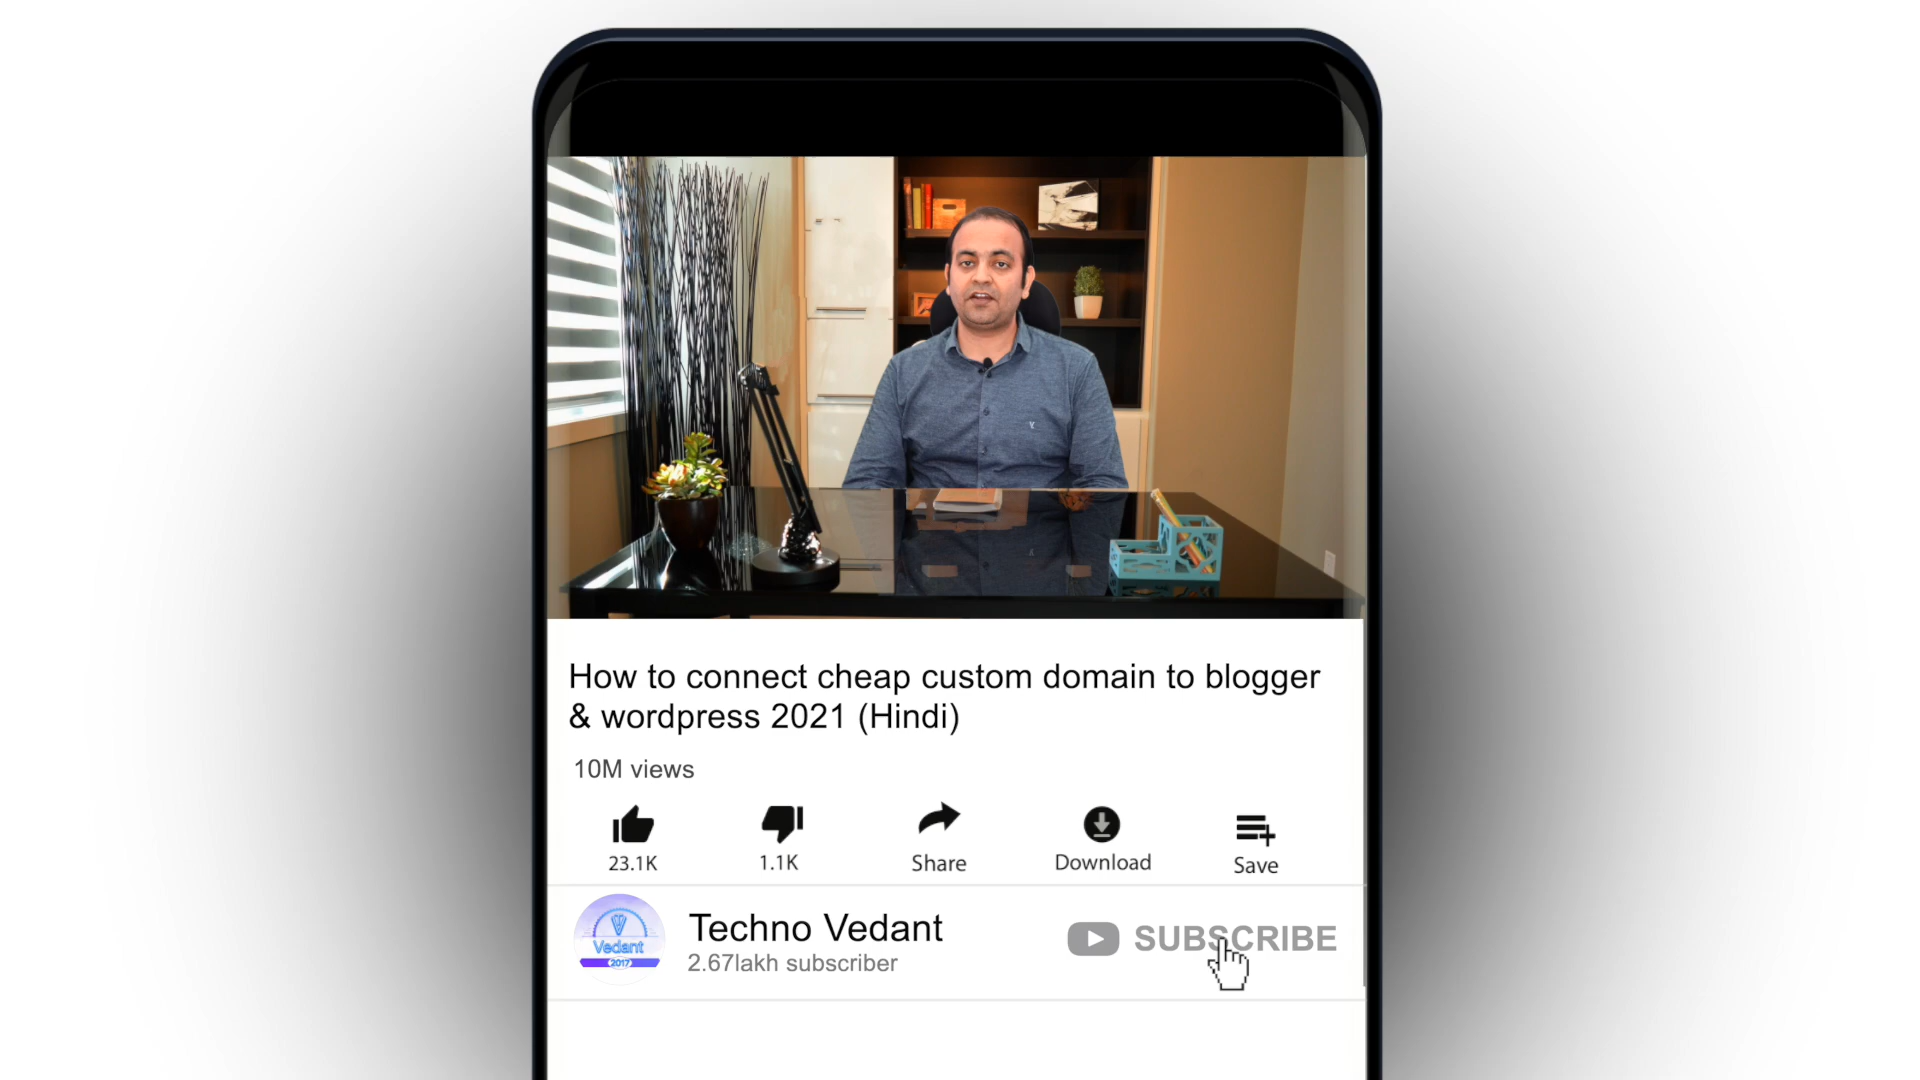 How to connect cheap custom domain to blogger
& wordpress 2021 (Hindi)
10M views
23.1K
1.1K
Share
Download
Save
Vedant
2017
Techno Vedant
2.67lakh subscriber
SUBSCRIBE